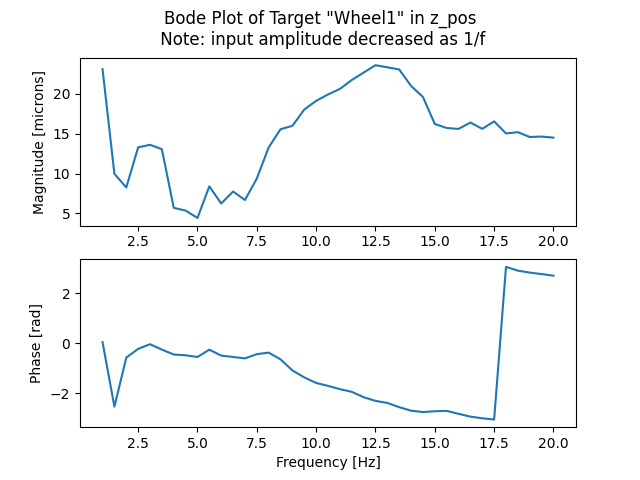 Bode Plot of Target "Wheel1" in z_pos
Note: input amplitude decreased as 1/f
Magnitude [microns]
20
15
10
5
2.5 5.0 7.5 10.0 12.5 15.0 17.5 20.0
Phase [rad]
2
0
−2
2.5 5.0 7.5 10.0 12.5 15.0 17.5 20.0
Frequency [Hz]